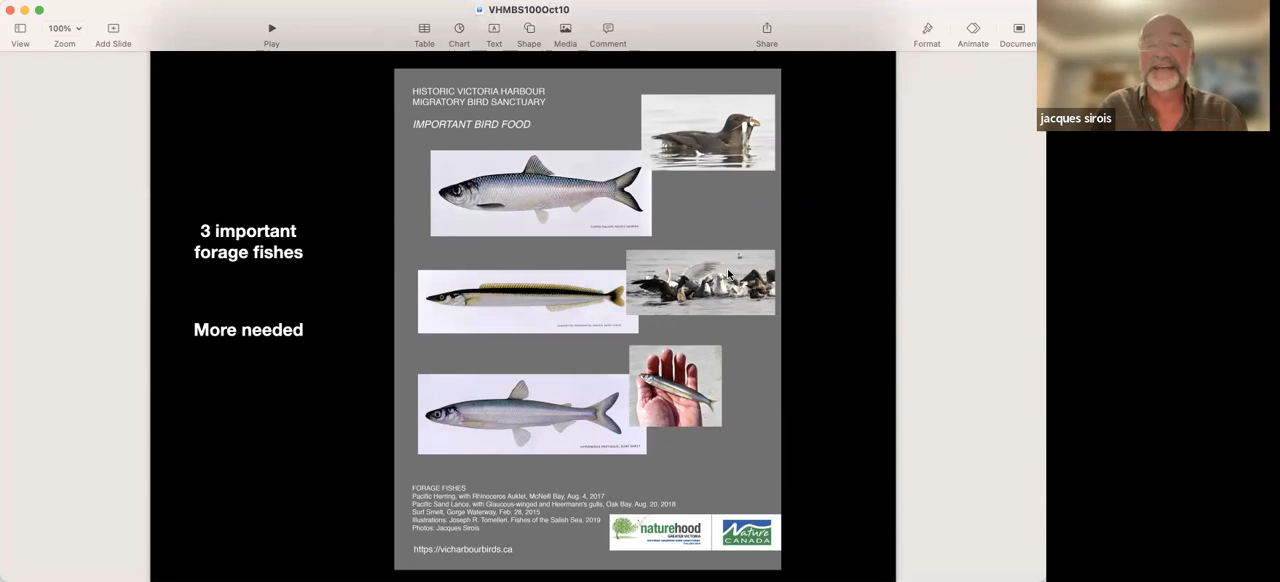 VHMBS100Oct10
View
100%
Zoom
Add Slide
Play
Table
Chart
Text
Shape
Media
Comment
Share
Format
Animate
Documen
jacques sirois
3 important
forage fishes
More needed
HISTORIC VICTORIA HARBOUR
MIGRATORY BIRD SANCTUARY
IMPORTANT BIRD FOOD
FORAGE FISHES
Pacific Herring, with Rhinoceros Auklet, McNeill Bay, Aug. 4, 2017
Pacific Sand Lance, with Glaucous-winged and Heermann's gulls, Oak Bay, Aug. 20, 2018
Surf Smelt, Gorge Waterway, Feb. 28, 2015
Illustrations: Joseph R. Tomelleri, Fishes of the Salish Sea, 2019
Photos: Jacques Sirois
https://vicharbourbirds.ca
naturehood
GREATER VICTORIA
Nature
CANADA